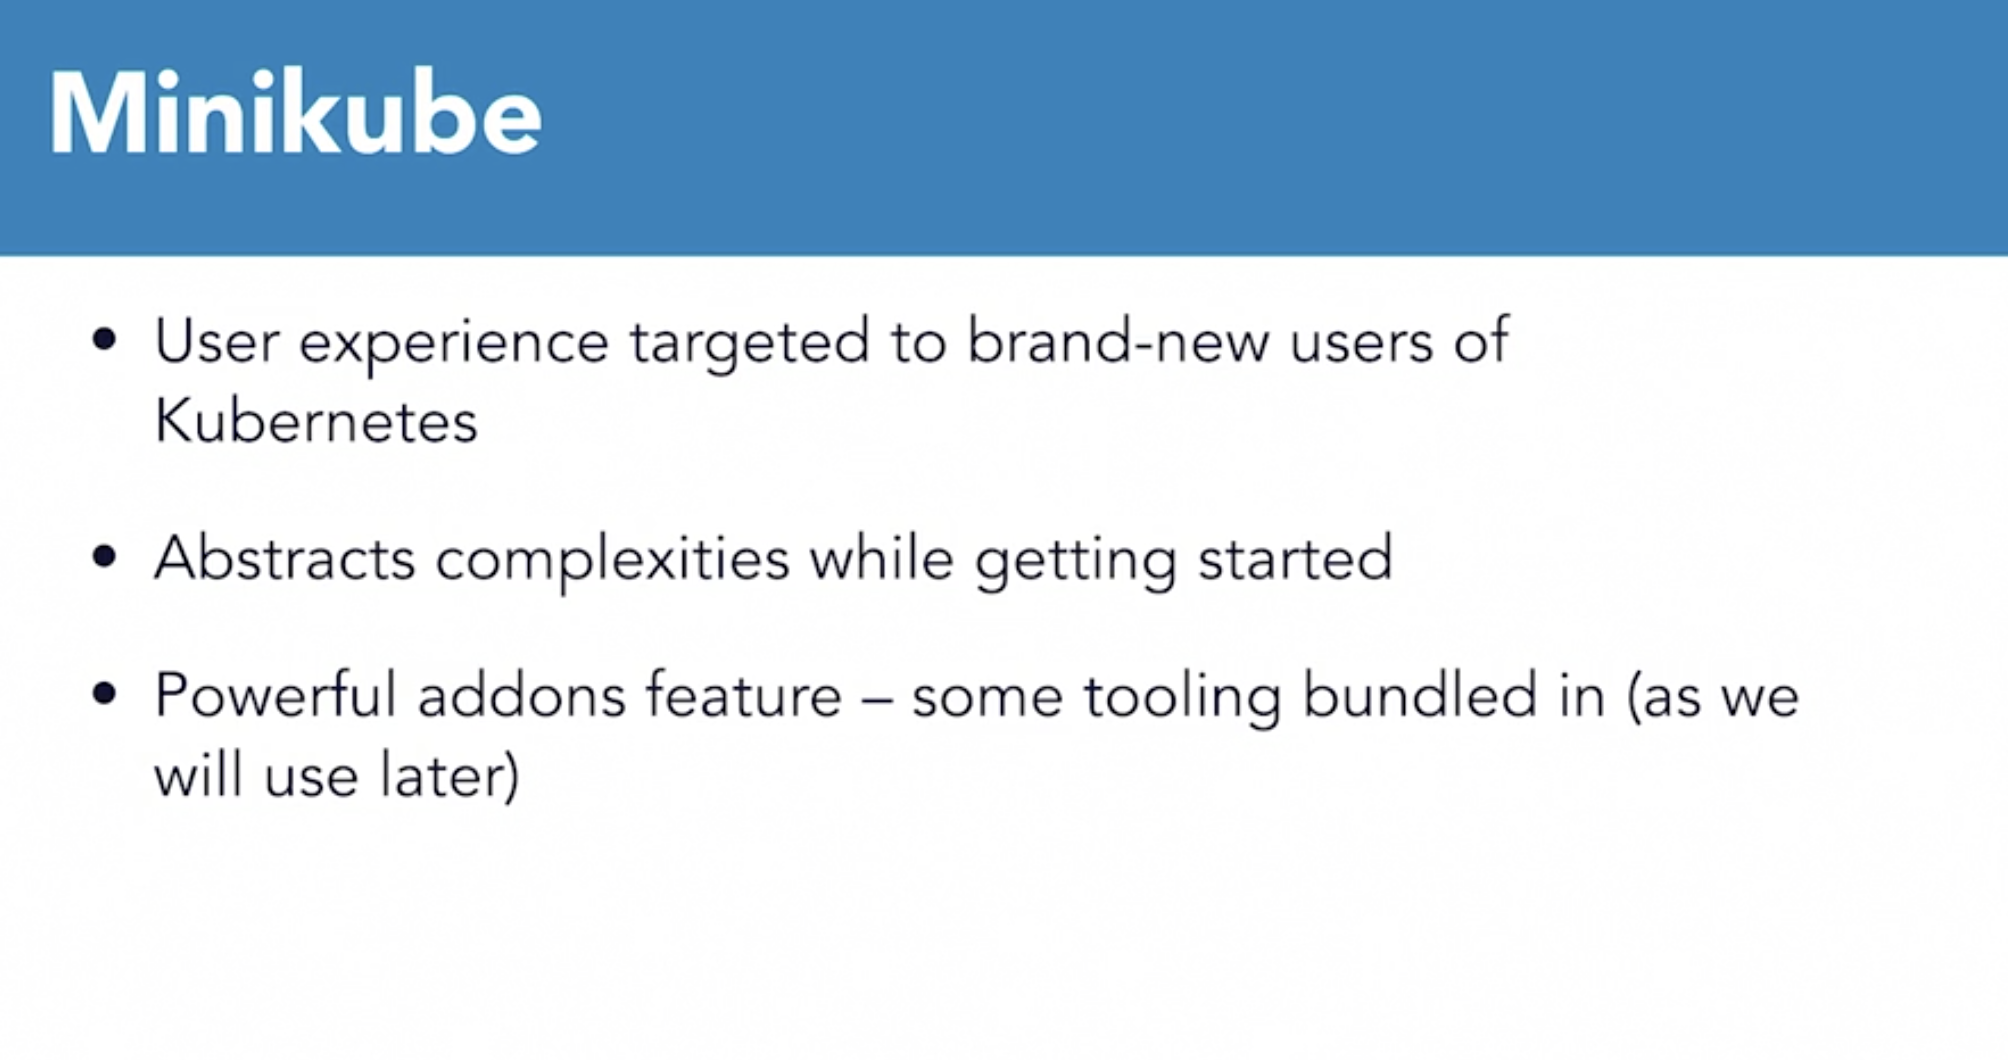 Minikube
• User experience targeted to brand-new users of
Kubernetes
• Abstracts complexities while getting started
• Powerful addons feature – some tooling bundled in (as we
will use later)